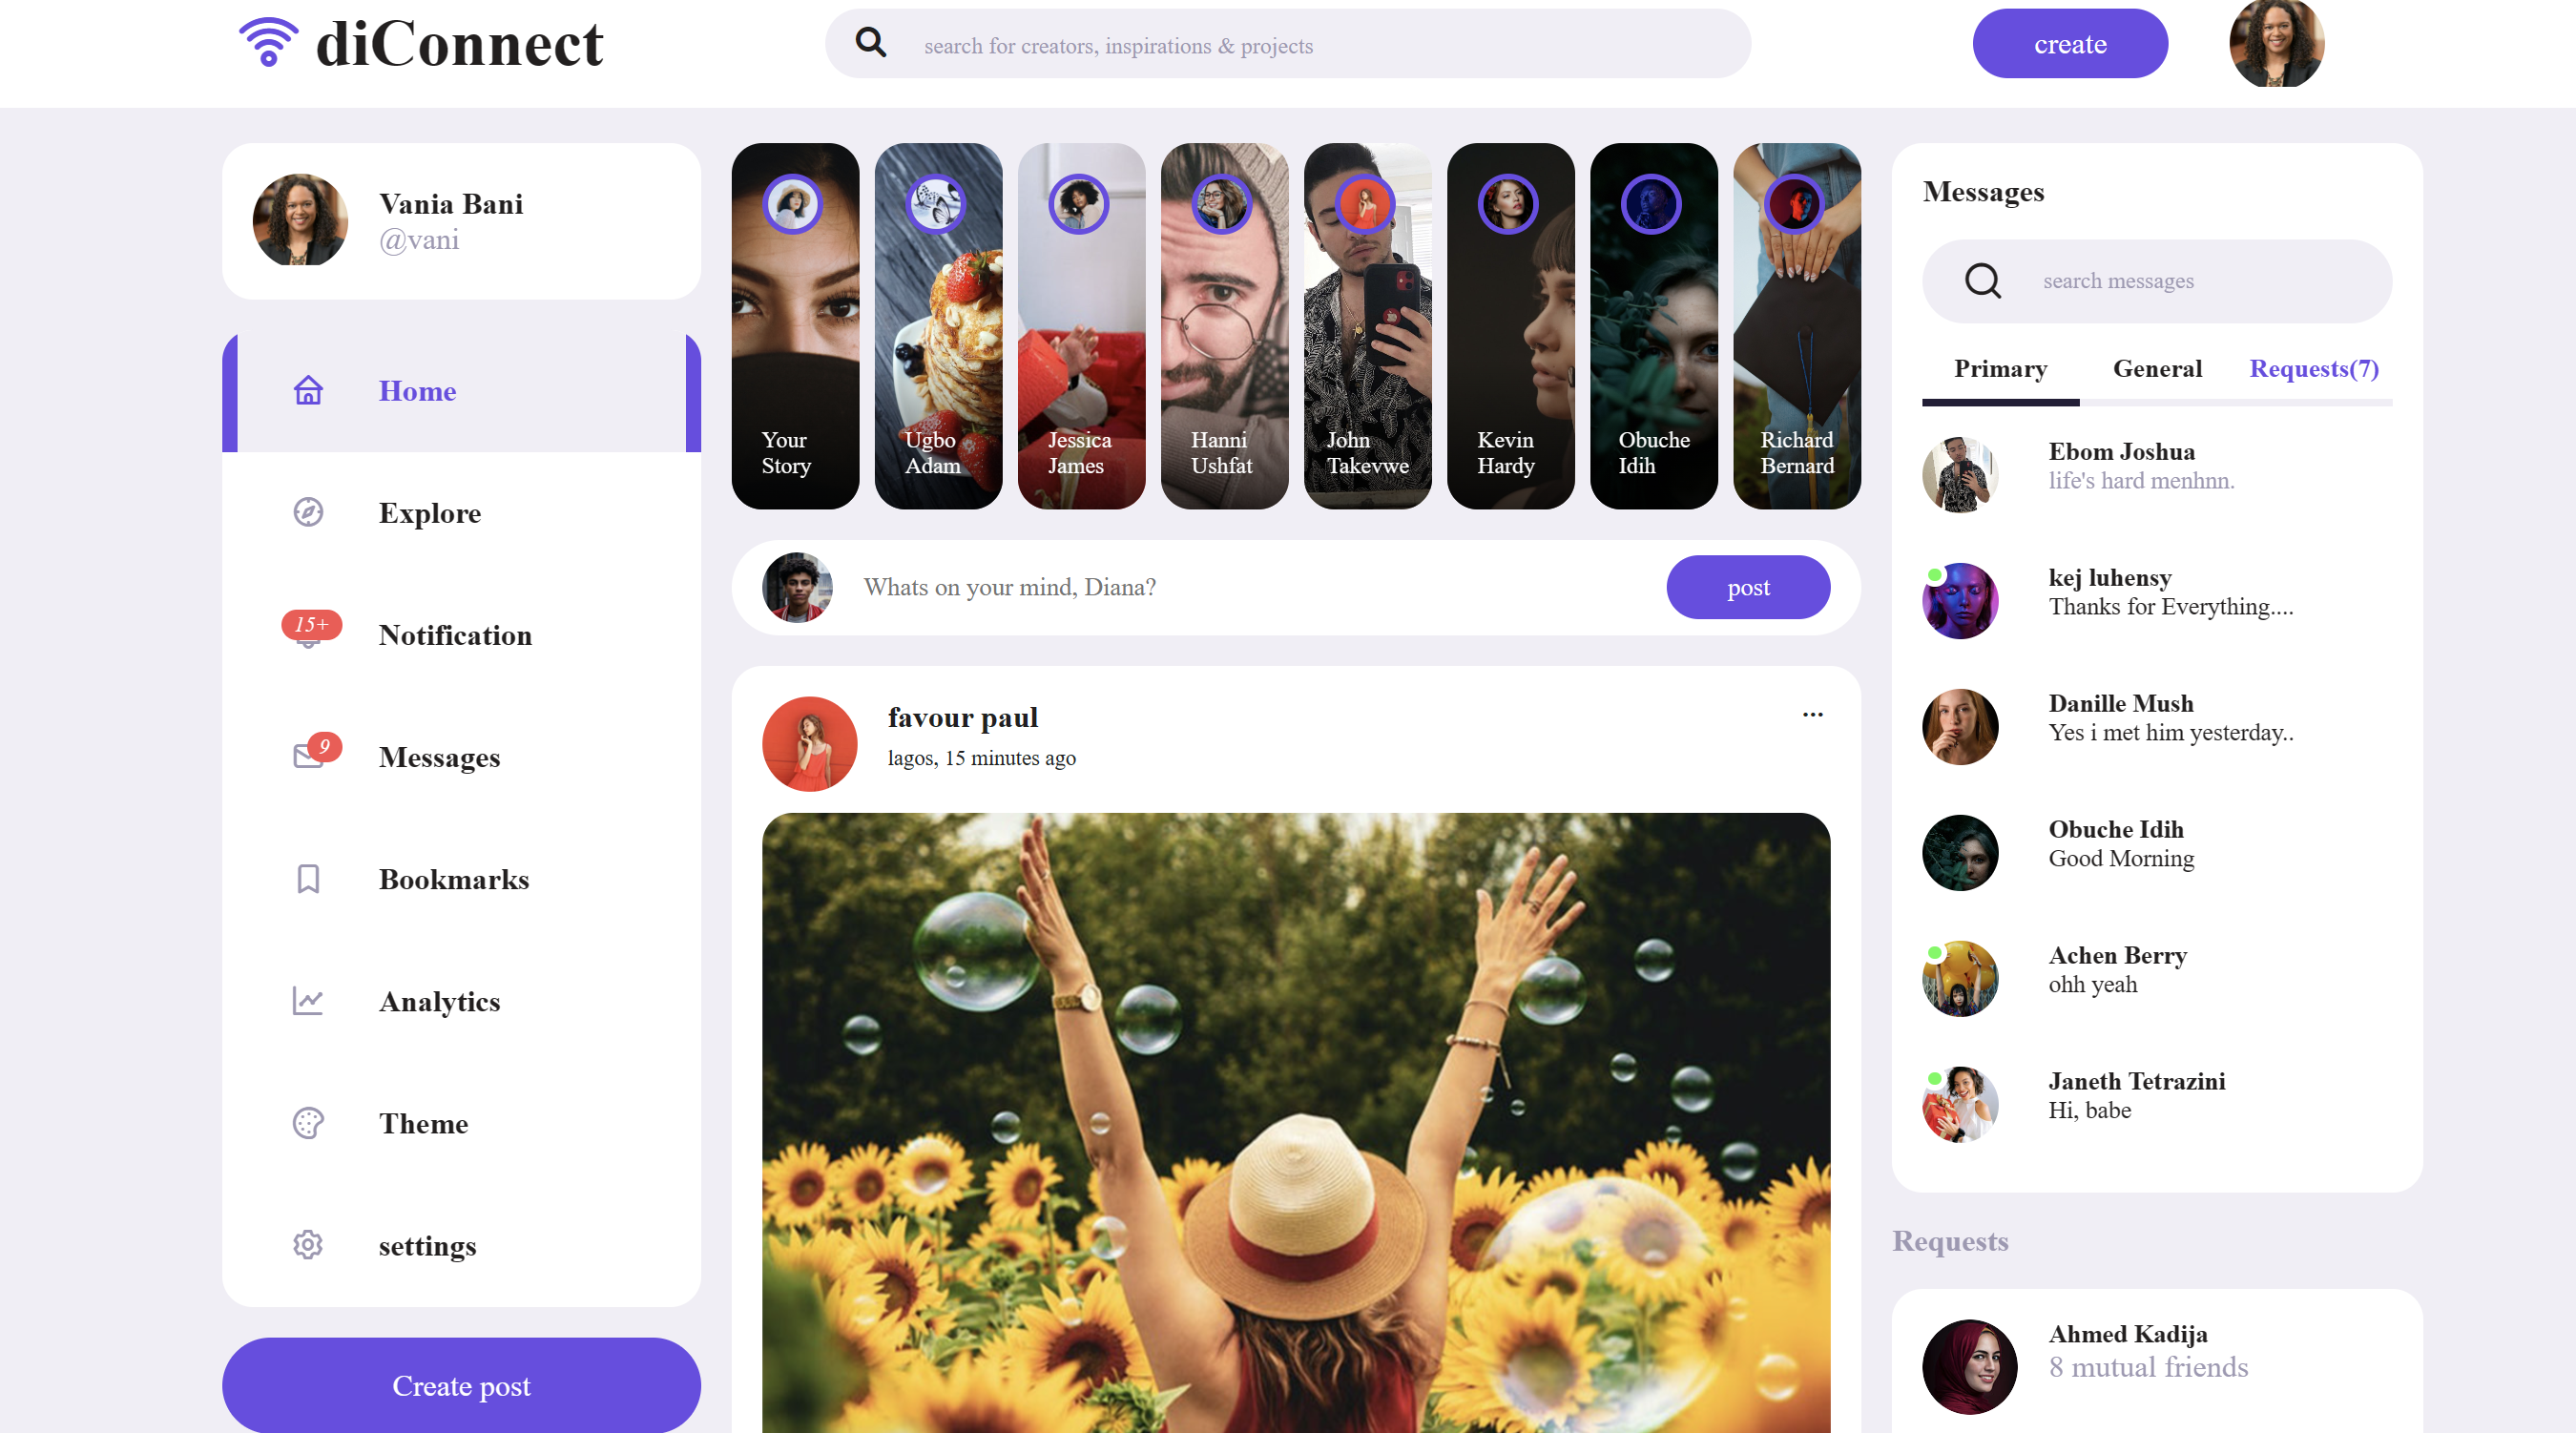 diConnect
search for creators, inspirations & projects
create
Vania Bani
@vani
Home
Explore
15+
Notification
9
Messages
Bookmarks
Analytics
Theme
settings
Create post
Your
Story
Ugbo
Adam
Jessica
James
Hanni
Ushfat
John
Takevwe
Kevin
Hardy
Obuche
Idih
Richard
Bernard
Whats on your mind, Diana?
post
favour paul
...
lagos, 15 minutes ago
Messages
search messages
Primary General Requests(7)
Ebom Joshua
life's hard menhnn.
kej luhensy
Thanks for Everything....
Danille Mush
Yes i met him yesterday..
Obuche Idih
Good Morning
Achen Berry
ohh yeah
Janeth Tetrazini
Hi, babe
Requests
Ahmed Kadija
8 mutual friends